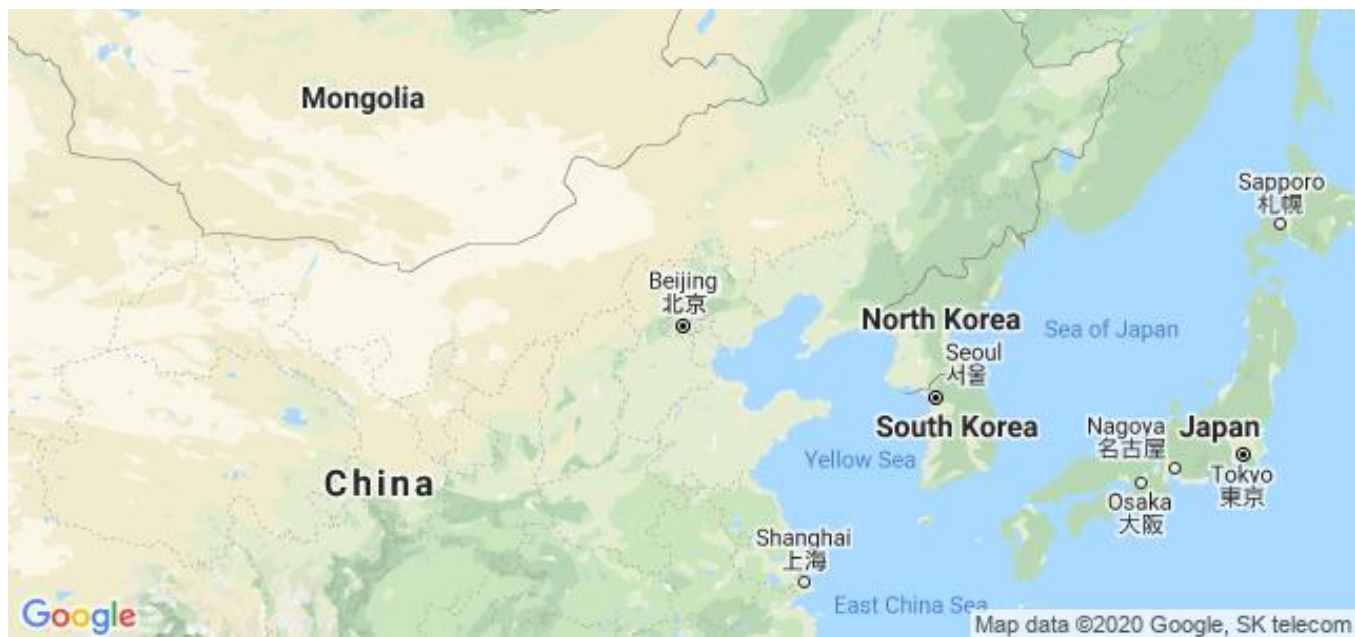 Mongolia
Sapporo
札幌
Beijing
北京
North Korea
Sea of Japan
Seoul
서울
South Korea
Nagoya
名古屋
Japan
Yellow Sea
Tokyo
東京
China
Osaka
大阪
Shanghai
上海
East China Sea
Google
Map data ©2020 Google, SK telecom